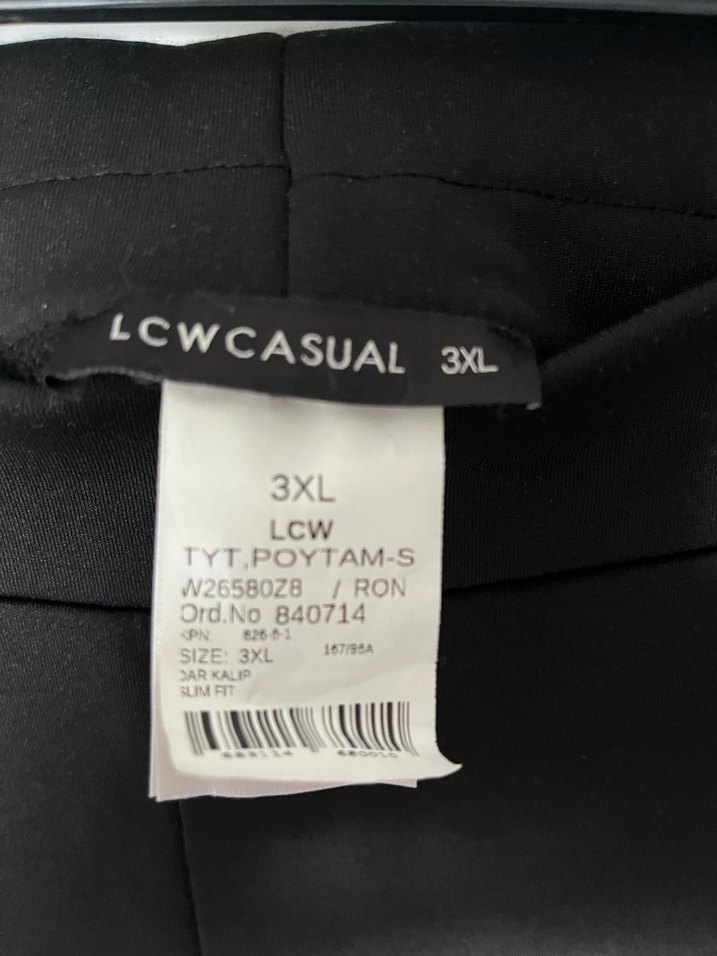 LCWCASUAL 3XL
3XL
LCW
TYT,POYTAM-S
W26580Z8 / RON
Ord.No 840714
KPN: 826-6-1
SIZE: 3XL 167/96A
DAR KALIP
SLIM FIT